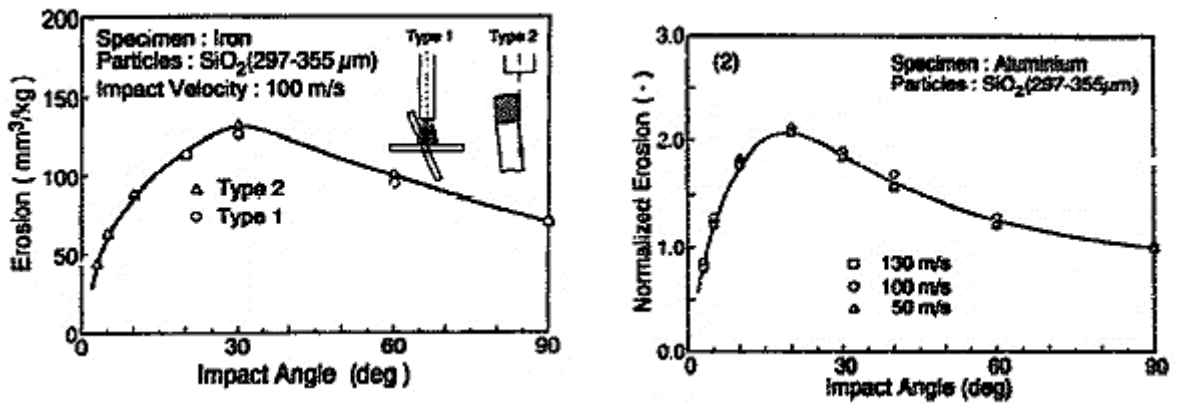 200
150
100
50
0
Erosion ( mm³/kg )
Specimen : Iron
Particles : SiO₂(297-355 µm)
Impact Velocity : 100 m/s
Type 1
Type 2
△ Type 2
○ Type 1
0
30
60
90
Impact Angle (deg )
3.0
2.0
1.0
0.0
Normalized Erosion ( - )
(2)
Specimen : Aluminium
Particles : SiO₂(297-355µm)
□ 130 m/s
○ 100 m/s
△ 50 m/s
0
30
60
90
Impact Angle (deg)